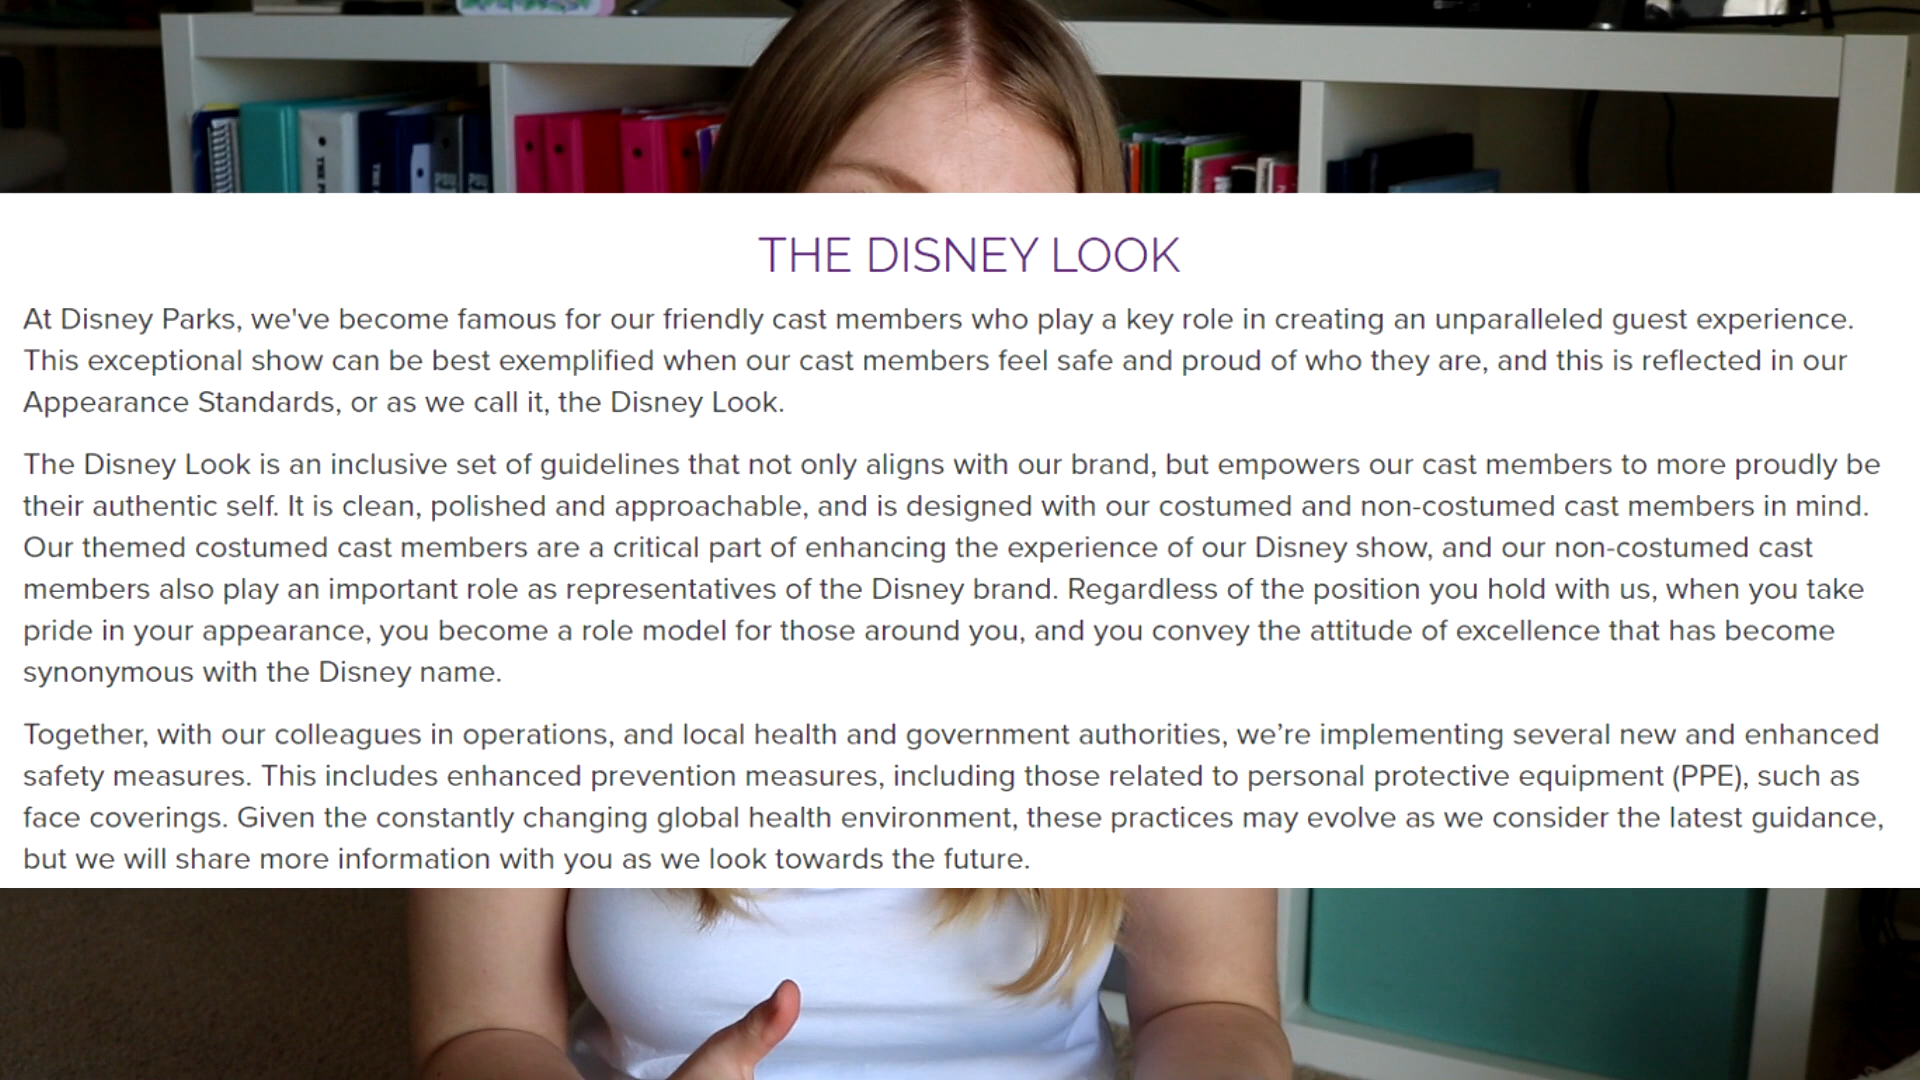 THE DISNEY LOOK
At Disney Parks, we've become famous for our friendly cast members who play a key role in creating an unparalleled guest experience.
This exceptional show can be best exemplified when our cast members feel safe and proud of who they are, and this is reflected in our
Appearance Standards, or as we call it, the Disney Look.
The Disney Look is an inclusive set of guidelines that not only aligns with our brand, but empowers our cast members to more proudly be
their authentic self. It is clean, polished and approachable, and is designed with our costumed and non-costumed cast members in mind.
Our themed costumed cast members are a critical part of enhancing the experience of our Disney show, and our non-costumed cast
members also play an important role as representatives of the Disney brand. Regardless of the position you hold with us, when you take
pride in your appearance, you become a role model for those around you, and you convey the attitude of excellence that has become
synonymous with the Disney name.
Together, with our colleagues in operations, and local health and government authorities, we’re implementing several new and enhanced
safety measures. This includes enhanced prevention measures, including those related to personal protective equipment (PPE), such as
face coverings. Given the constantly changing global health environment, these practices may evolve as we consider the latest guidance,
but we will share more information with you as we look towards the future.